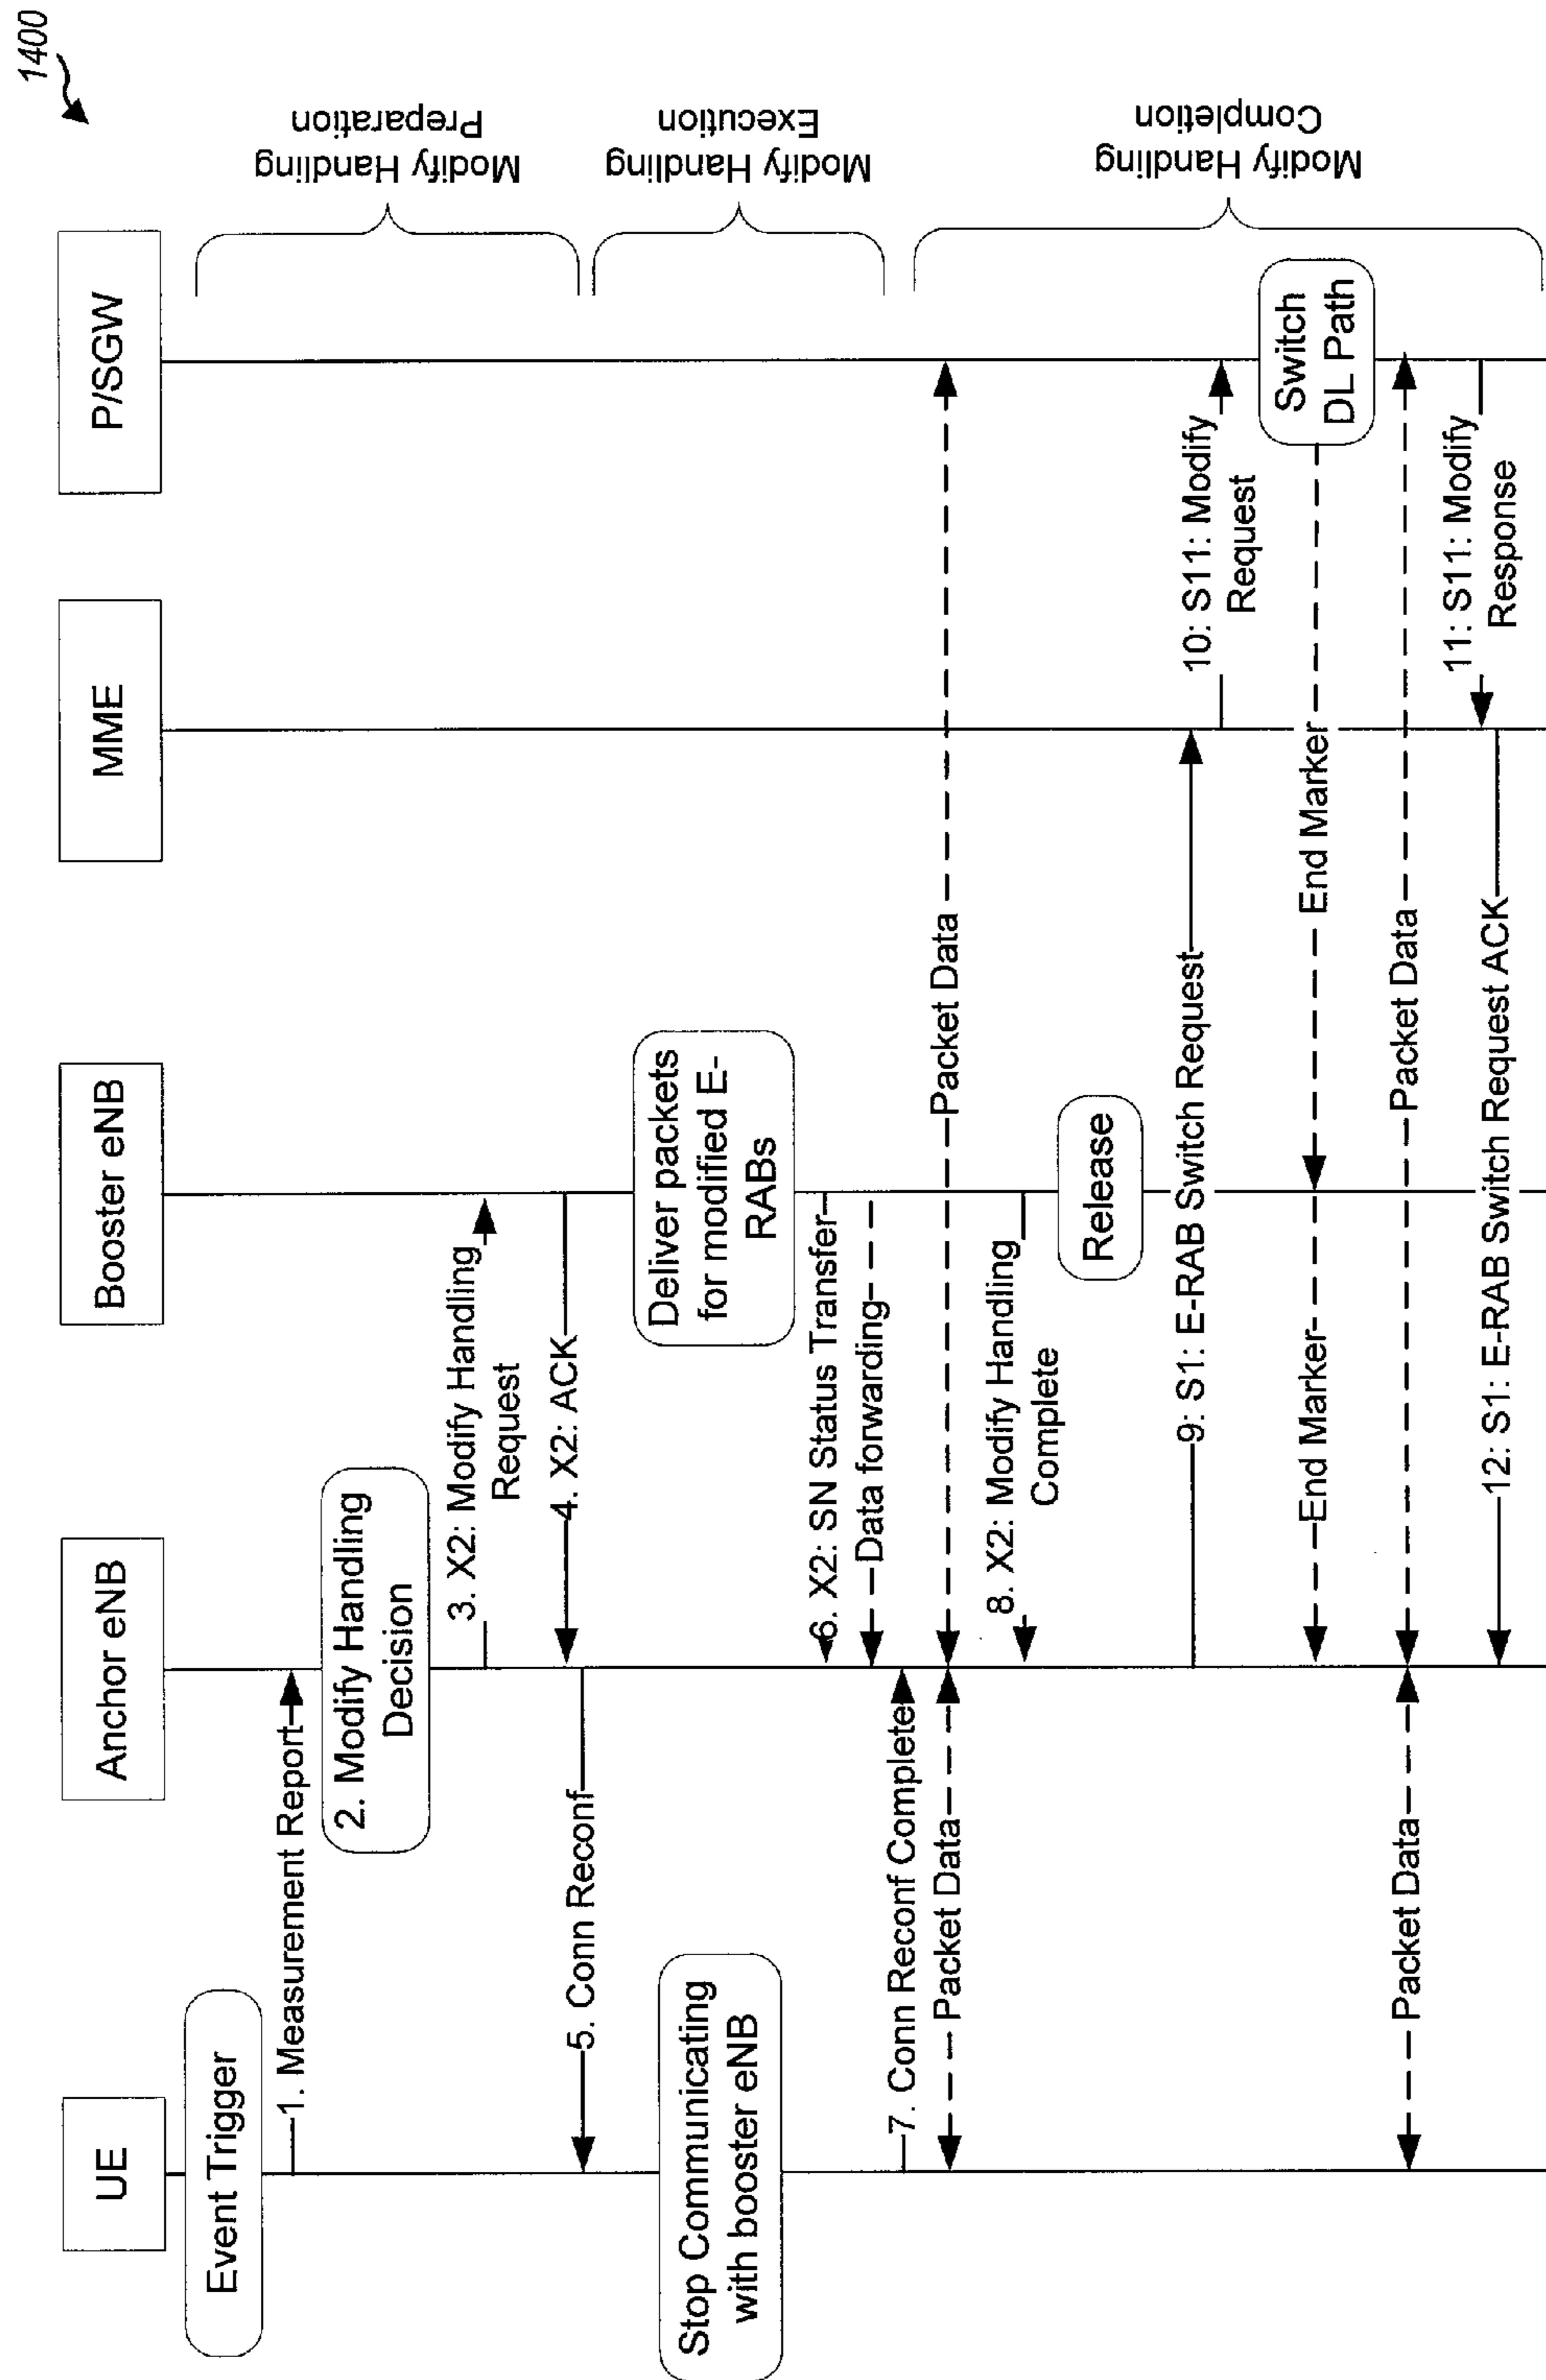 1400
UE
Anchor eNB
Booster eNB
MME
P/SGW
Event Trigger
1. Measurement Report
2. Modify Handling
Decision
3. X2: Modify Handling
Request
4. X2: ACK
5. Conn Reconf
Modify Handling
Preparation
Stop Communicating
with booster eNB
Deliver packets
for modified E-
RABs
6. X2: SN Status Transfer
Data forwarding
Modify Handling
Execution
7. Conn Reconf Complete
Packet Data
Packet Data
8. X2: Modify Handling
Complete
Release
9: S1: E-RAB Switch Request
10: S11: Modify
Request
Switch
DL Path
End Marker
End Marker
Packet Data
Packet Data
11: S11: Modify
Response
12: S1: E-RAB Switch Request ACK
Modify Handling
Completion